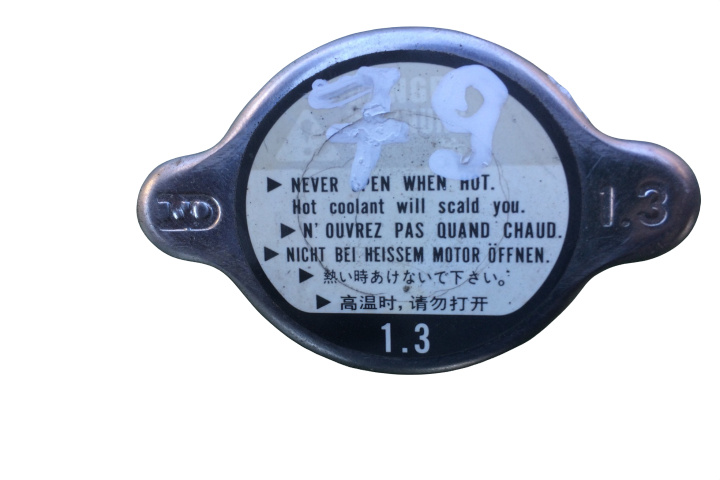 79
▶ NEVER OPEN WHEN HOT.
Hot coolant will scald you.
▶ N'OUVREZ PAS QUAND CHAUD.
▶ NICHT BEI HEISSEM MOTOR ÖFFNEN.
▶ 熱い時あけないで下さい。
▶ 高温时,请勿打开
1.3
1.3